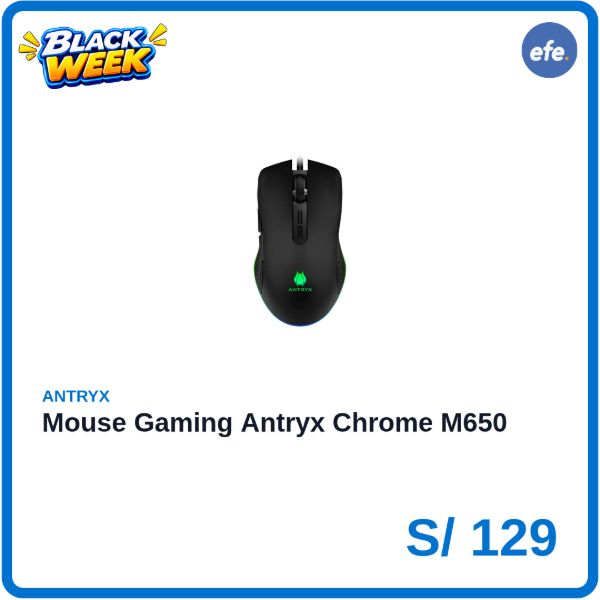 BLACK
WEEK
efe.
ANTRYX
ANTRYX
Mouse Gaming Antryx Chrome M650
S/ 129